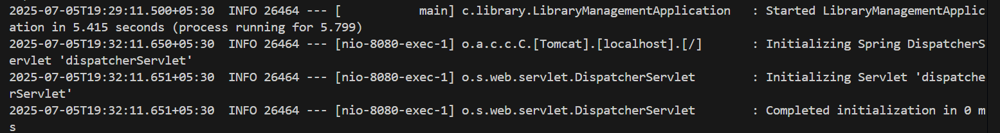 2025-07-05T19:29:11.500+05:30  INFO 26464 --- [           main] c.library.LibraryManagementApplication   : Started LibraryManagementApplic
ation in 5.415 seconds (process running for 5.799)
2025-07-05T19:32:11.650+05:30  INFO 26464 --- [nio-8080-exec-1] o.a.c.c.C.[Tomcat].[localhost].[/]       : Initializing Spring DispatcherS
ervlet 'dispatcherServlet'
2025-07-05T19:32:11.651+05:30  INFO 26464 --- [nio-8080-exec-1] o.s.web.servlet.DispatcherServlet        : Initializing Servlet 'dispatche
rServlet'
2025-07-05T19:32:11.651+05:30  INFO 26464 --- [nio-8080-exec-1] o.s.web.servlet.DispatcherServlet        : Completed initialization in 0 m
s